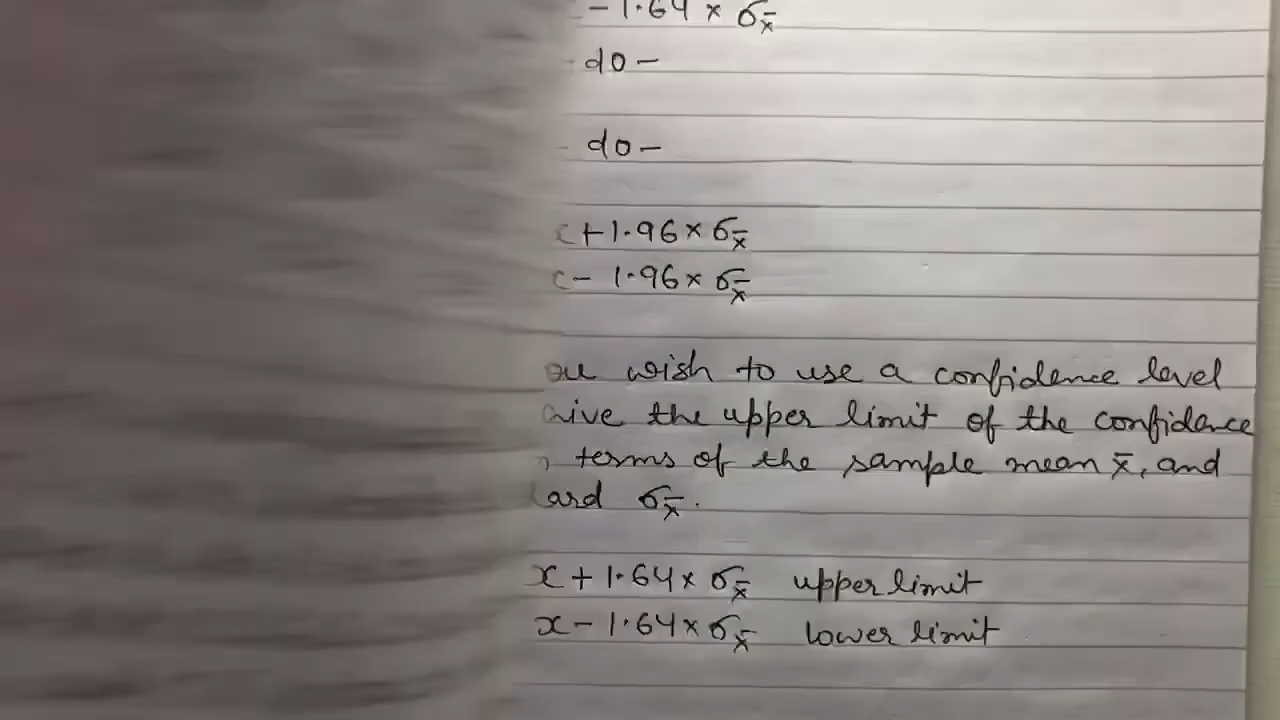 - 1.64 × σx̄
- do -
- do -
+ 1.96 × σx̄
- 1.96 × σx̄
wish to use a confidence level
the upper limit of the confidence
terms of the sample mean x̄, and
σx̄.
x + 1.64 × σx̄ upper limit
x - 1.64 × σx̄ lower limit